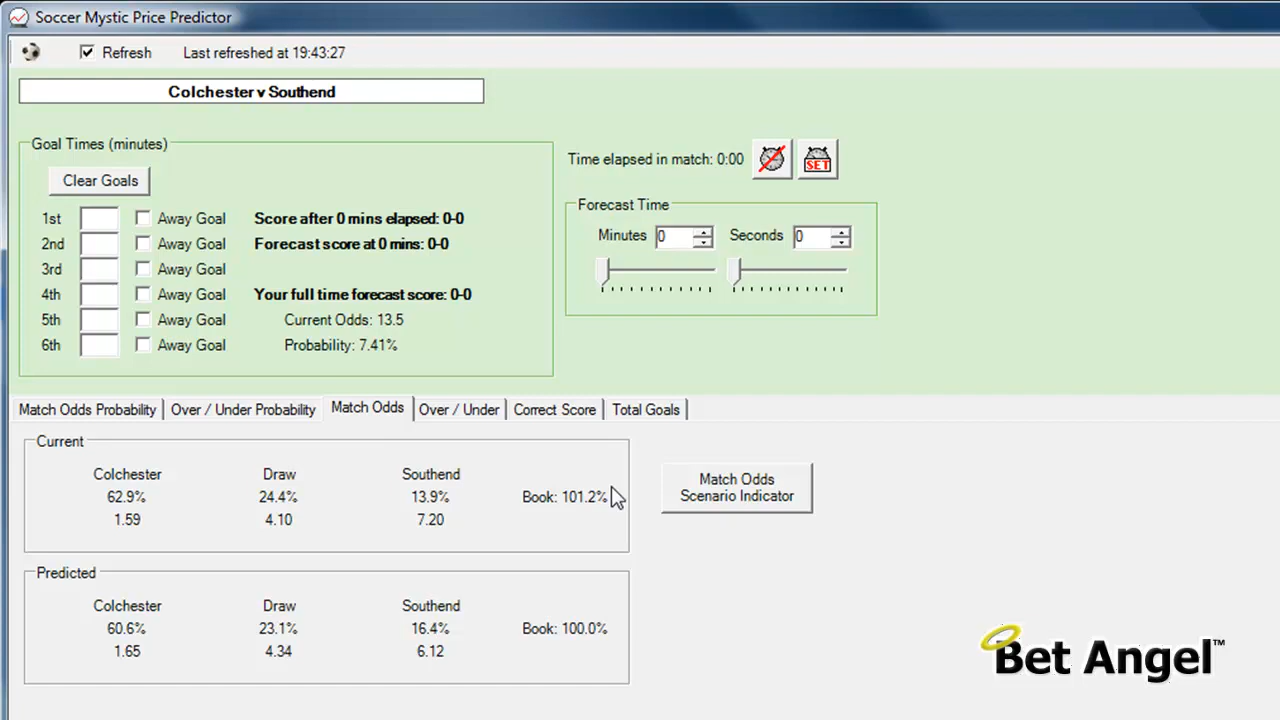 Soccer Mystic Price Predictor
Refresh Last refreshed at 19:43:27
Colchester v Southend
Goal Times (minutes)
Clear Goals
1st Away Goal Score after 0 mins elapsed: 0-0
2nd Away Goal Forecast score at 0 mins: 0-0
3rd Away Goal
4th Away Goal Your full time forecast score: 0-0
5th Away Goal Current Odds: 13.5
6th Away Goal Probability: 7.41%
Time elapsed in match: 0:00 SET
Forecast Time
Minutes 0 Seconds 0
Match Odds Probability Over / Under Probability Match Odds Over / Under Correct Score Total Goals
Current
Colchester Draw Southend
62.9% 24.4% 13.9% Book: 101.2%
1.59 4.10 7.20
Match Odds
Scenario Indicator
Predicted
Colchester Draw Southend
60.6% 23.1% 16.4% Book: 100.0%
1.65 4.34 6.12
Bet Angel™